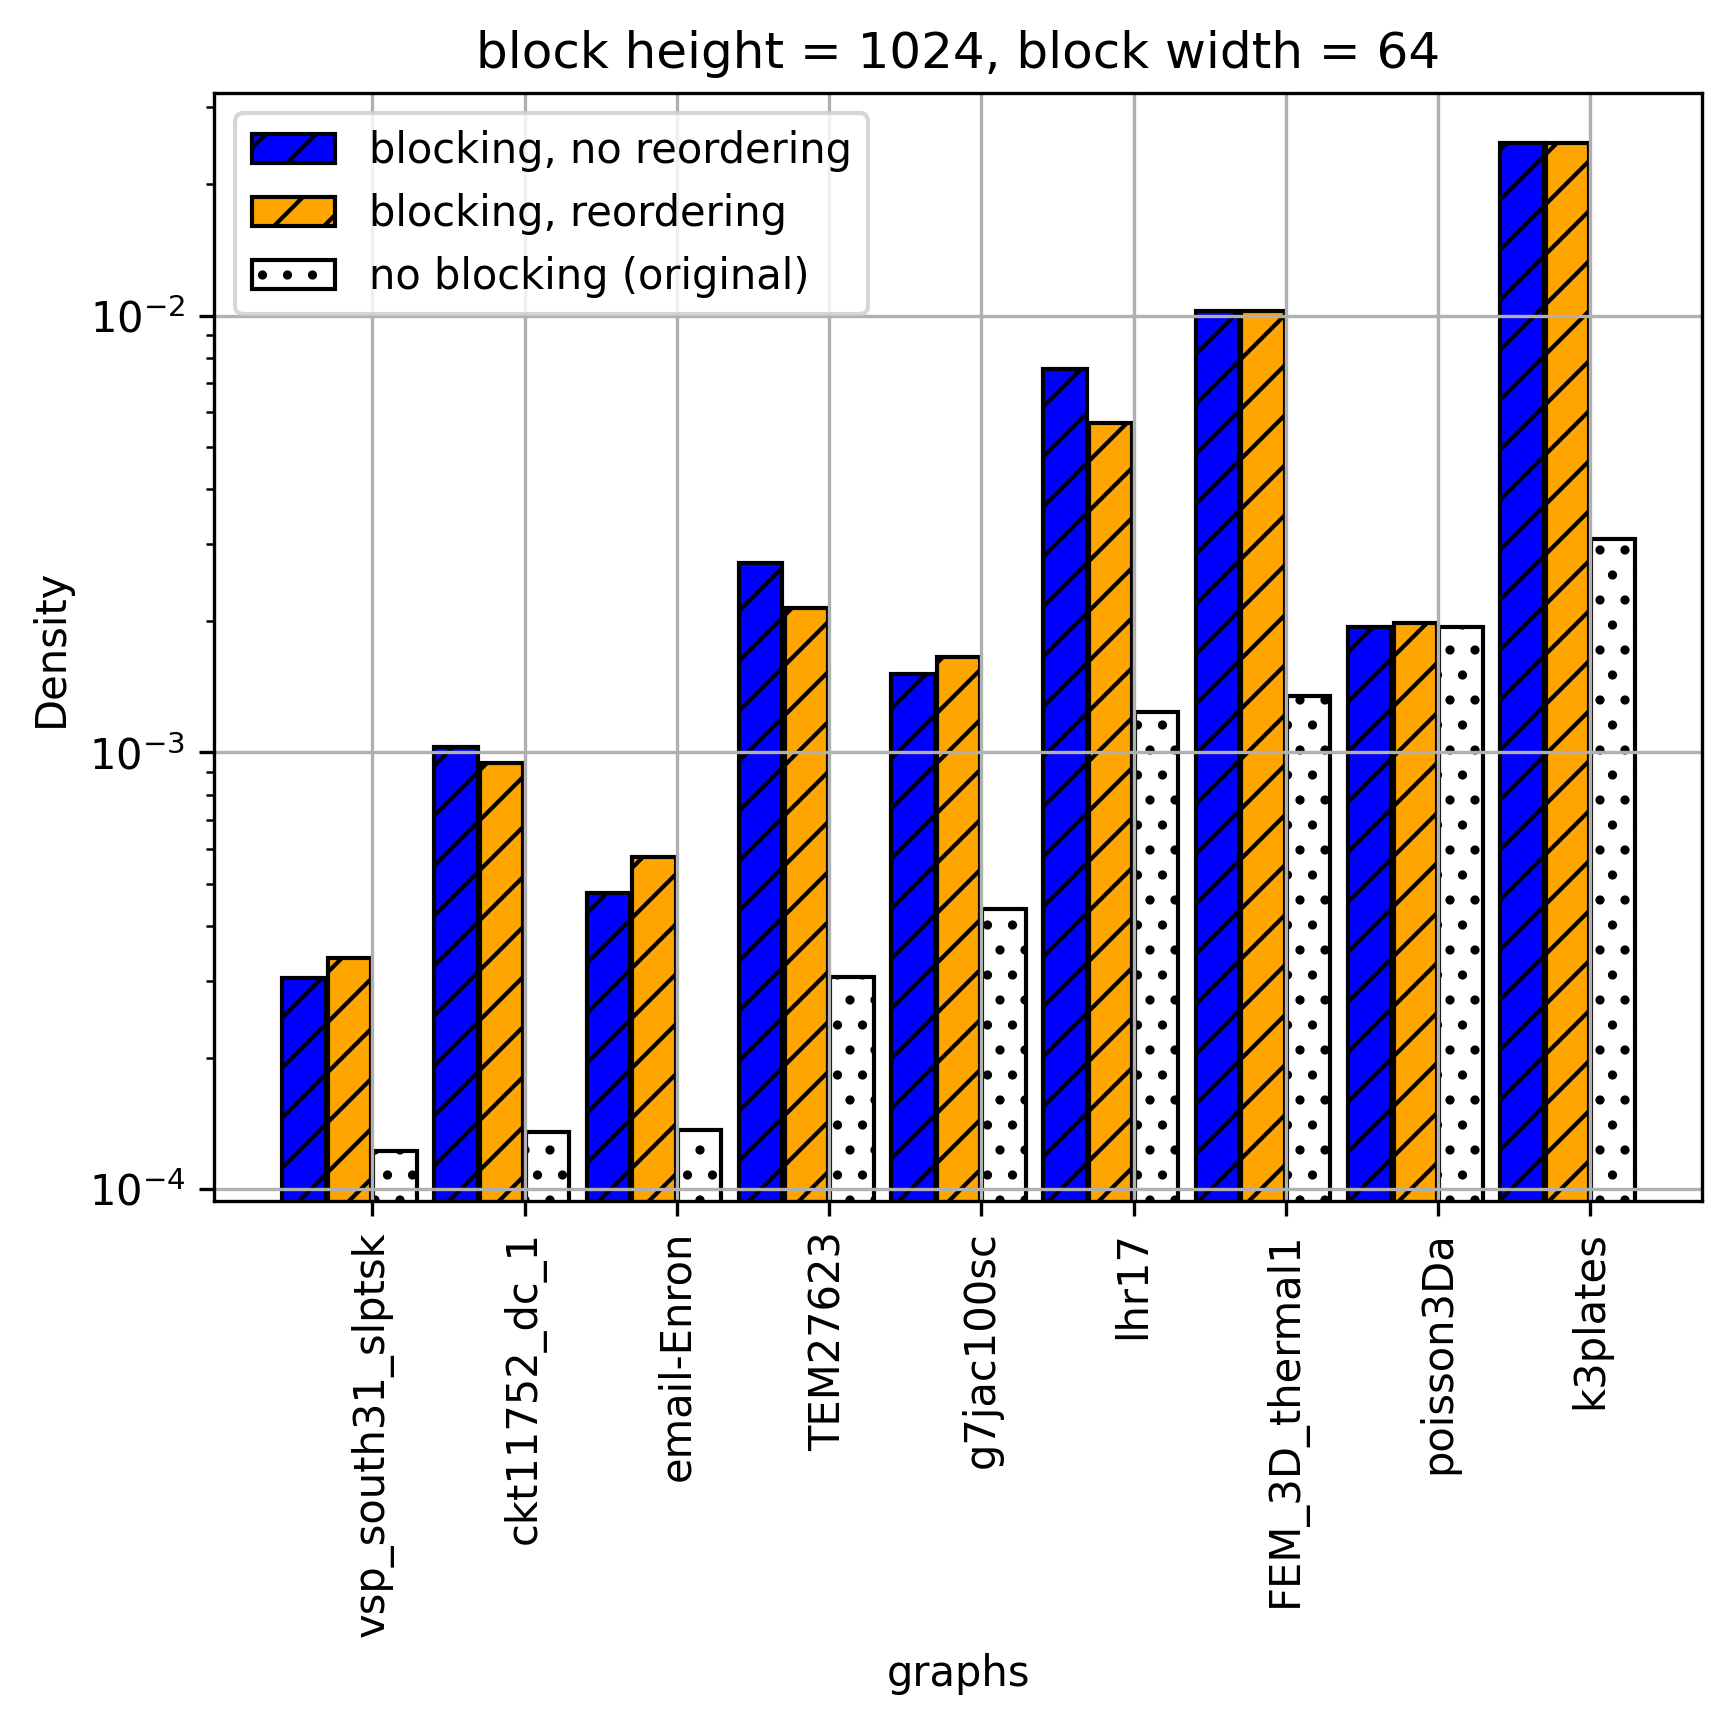 block height = 1024, block width = 64
blocking, no reordering
blocking, reordering
no blocking (original)
Density
10⁻²
10⁻³
10⁻⁴
vsp_south31_slptsk
ckt11752_dc_1
email-Enron
TEM27623
g7jac100sc
lhr17
FEM_3D_thermal1
poisson3Da
k3plates
graphs